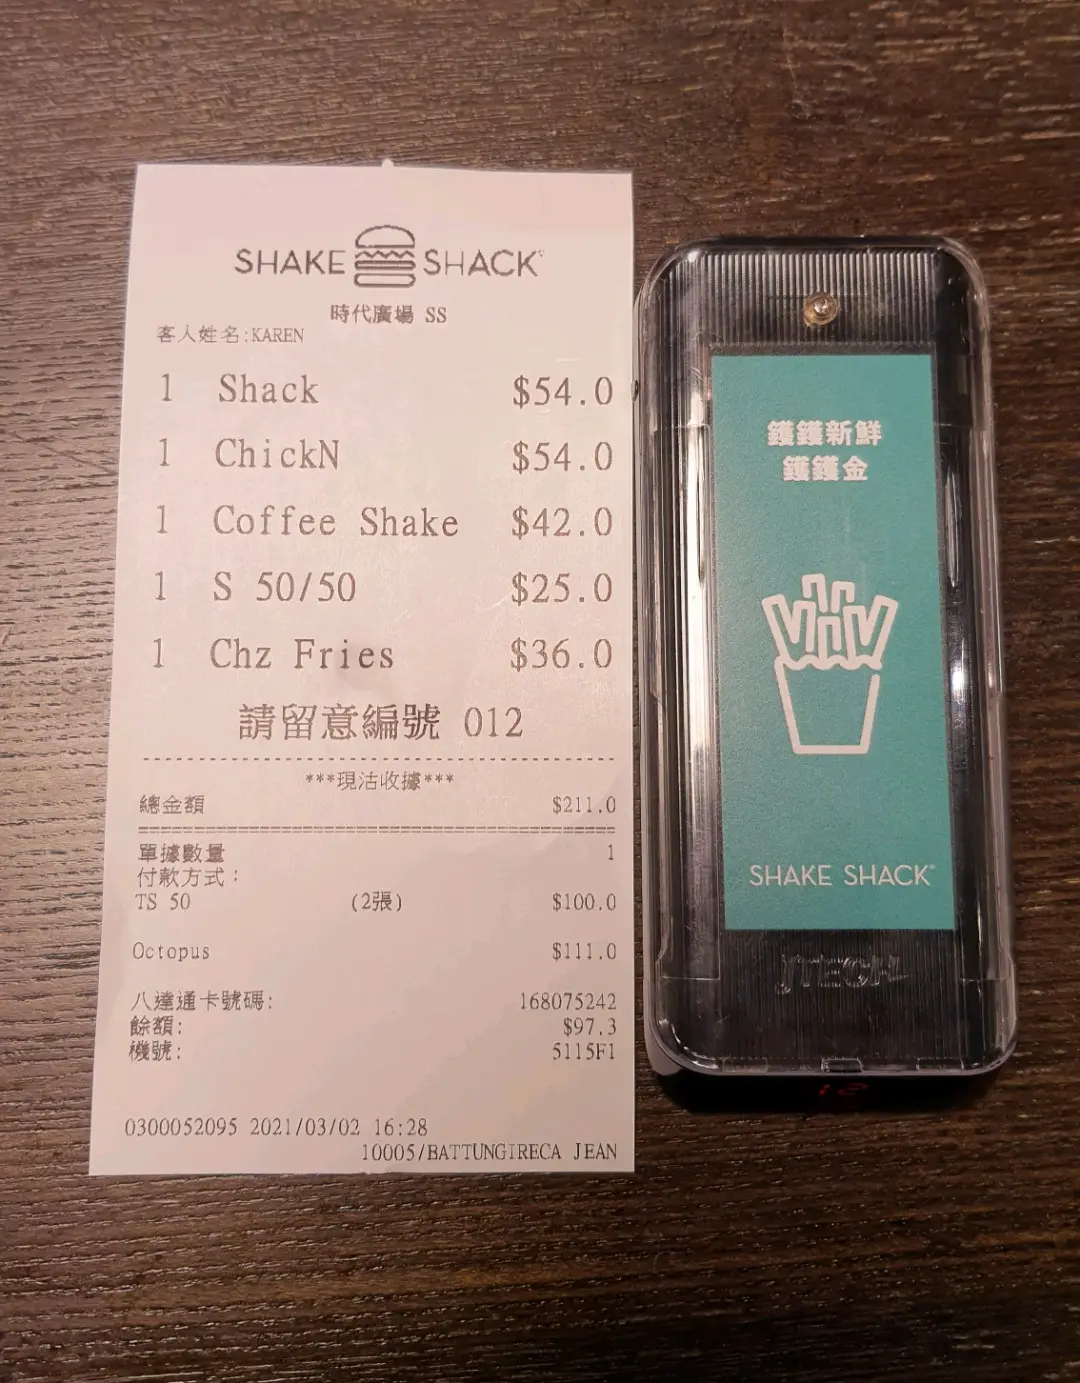 SHAKE SHACK
時代廣場 SS
客人姓名:KAREN
1 Shack $54.0
1 ChickN $54.0
1 Coffee Shake $42.0
1 S 50/50 $25.0
1 Chz Fries $36.0
請留意編號 012
***現沽收據***
總金額 $211.0
單據數量 1
付款方式:
TS 50 (2張) $100.0
Octopus $111.0
八達通卡號碼: 168075242
餘額: $97.3
機號: 5115F1
0300052095 2021/03/02 16:28
10005/BATTUNGIRECA JEAN
鑊鑊新鮮
鑊鑊金
SHAKE SHACK
JTECH
12